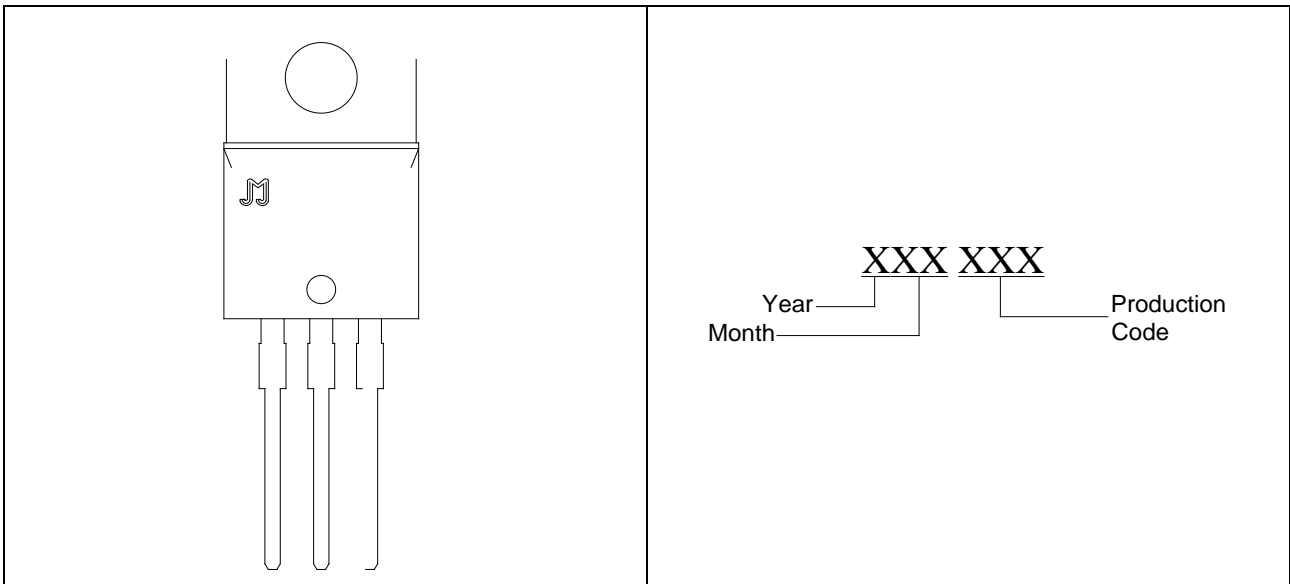 JJ
XXX XXX
Year
Month
Production
Code